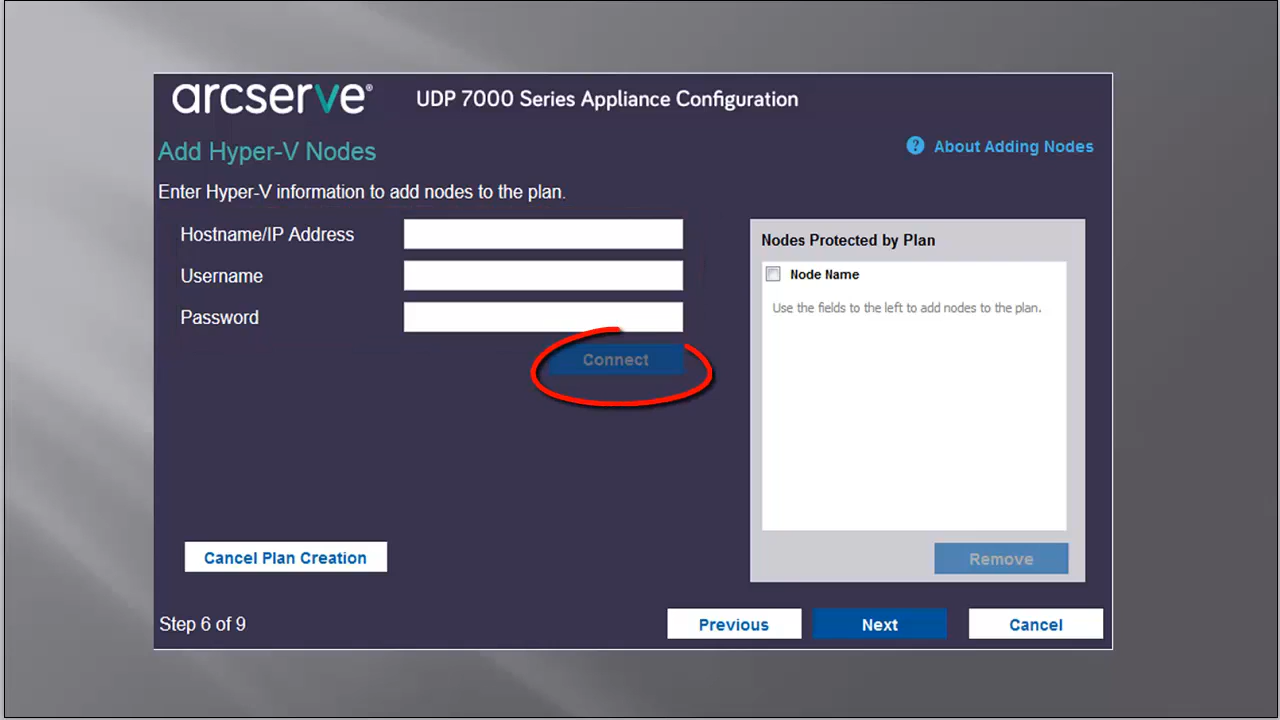 arcserve®
UDP 7000 Series Appliance Configuration
Add Hyper-V Nodes
? About Adding Nodes
Enter Hyper-V information to add nodes to the plan.
Hostname/IP Address
Username
Password
Connect
Nodes Protected by Plan
Node Name
Use the fields to the left to add nodes to the plan.
Remove
Cancel Plan Creation
Step 6 of 9
Previous
Next
Cancel